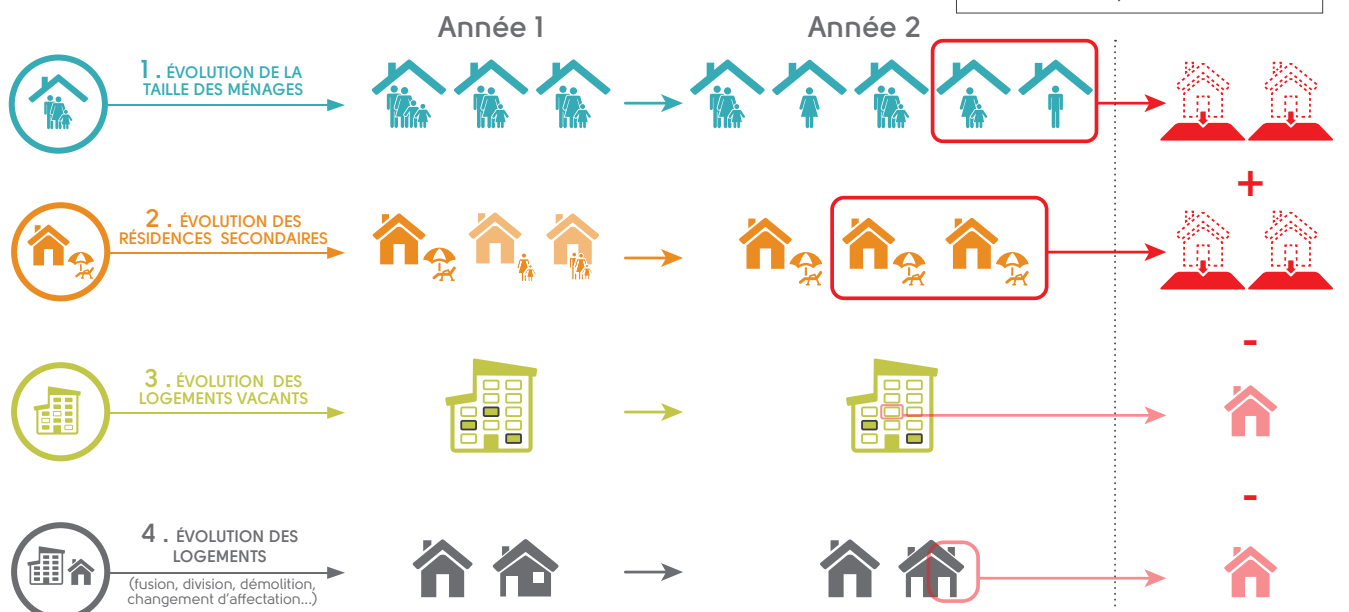 Année 1
Année 2
1 . ÉVOLUTION DE LA
TAILLE DES MÉNAGES
+
2 . ÉVOLUTION DES
RÉSIDENCES SECONDAIRES
-
3 . ÉVOLUTION DES
LOGEMENTS VACANTS
-
4 . ÉVOLUTION DES
LOGEMENTS
(fusion, division, démolition,
changement d'affectation...)